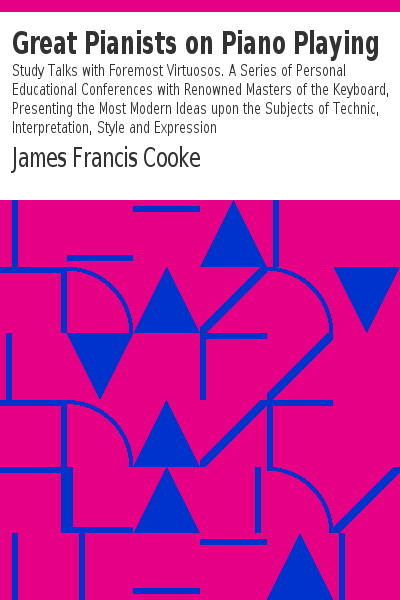 Great Pianists on Piano Playing
Study Talks with Foremost Virtuosos. A Series of Personal
Educational Conferences with Renowned Masters of the Keyboard,
Presenting the Most Modern Ideas upon the Subjects of Technic,
Interpretation, Style and Expression
James Francis Cooke